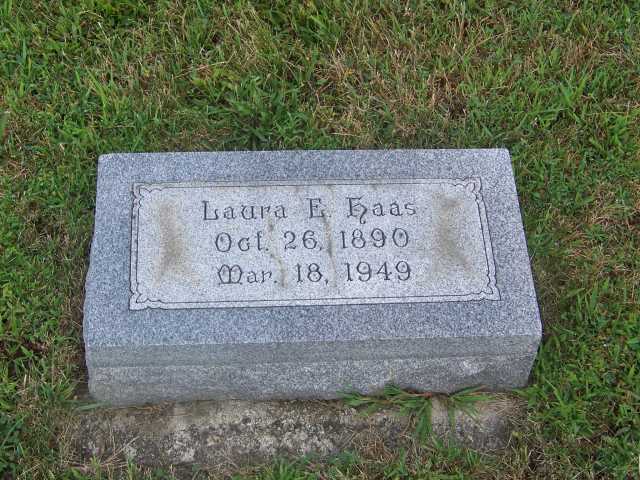 Laura E. Haas
Oct. 26, 1890
Mar. 18, 1949